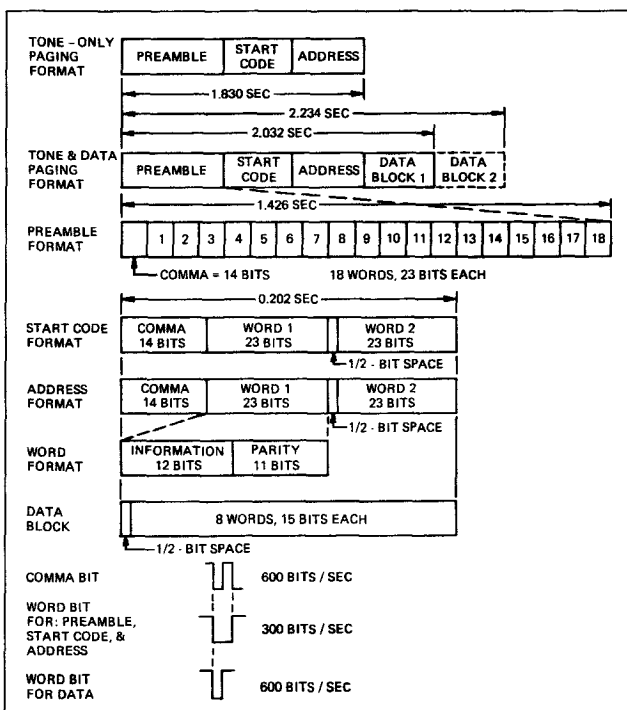 TONE-ONLY
PAGING
FORMAT
PREAMBLE
START
CODE
ADDRESS
1.830 SEC
2.234 SEC
2.032 SEC
TONE & DATA
PAGING
FORMAT
PREAMBLE
START
CODE
ADDRESS
DATA
BLOCK 1
DATA
BLOCK 2
1.426 SEC
PREAMBLE
FORMAT
1 2 3 4 5 6 7 8 9 10 11 12 13 14 15 16 17 18
COMMA = 14 BITS
18 WORDS, 23 BITS EACH
0.202 SEC
START CODE
FORMAT
COMMA
14 BITS
WORD 1
23 BITS
WORD 2
23 BITS
1/2 - BIT SPACE
ADDRESS
FORMAT
COMMA
14 BITS
WORD 1
23 BITS
WORD 2
23 BITS
1/2 - BIT SPACE
WORD
FORMAT
INFORMATION
12 BITS
PARITY
11 BITS
DATA
BLOCK
8 WORDS, 15 BITS EACH
1/2 - BIT SPACE
COMMA BIT
600 BITS / SEC
WORD BIT
FOR: PREAMBLE,
START CODE, &
ADDRESS
300 BITS / SEC
WORD BIT
FOR DATA
600 BITS / SEC